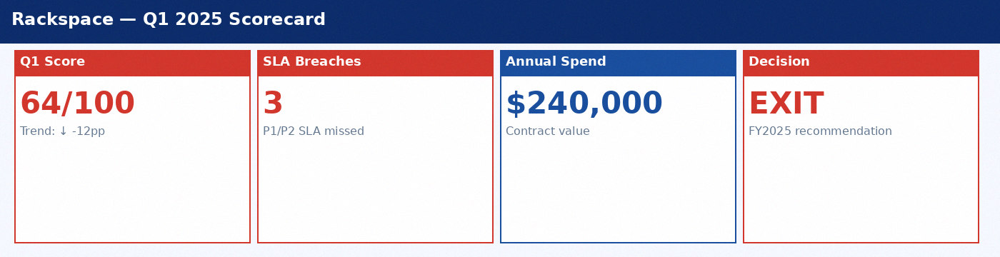 Rackspace — Q1 2025 Scorecard
Q1 Score
64/100
Trend: ↓ -12pp
SLA Breaches
3
P1/P2 SLA missed
Annual Spend
$240,000
Contract value
Decision
EXIT
FY2025 recommendation